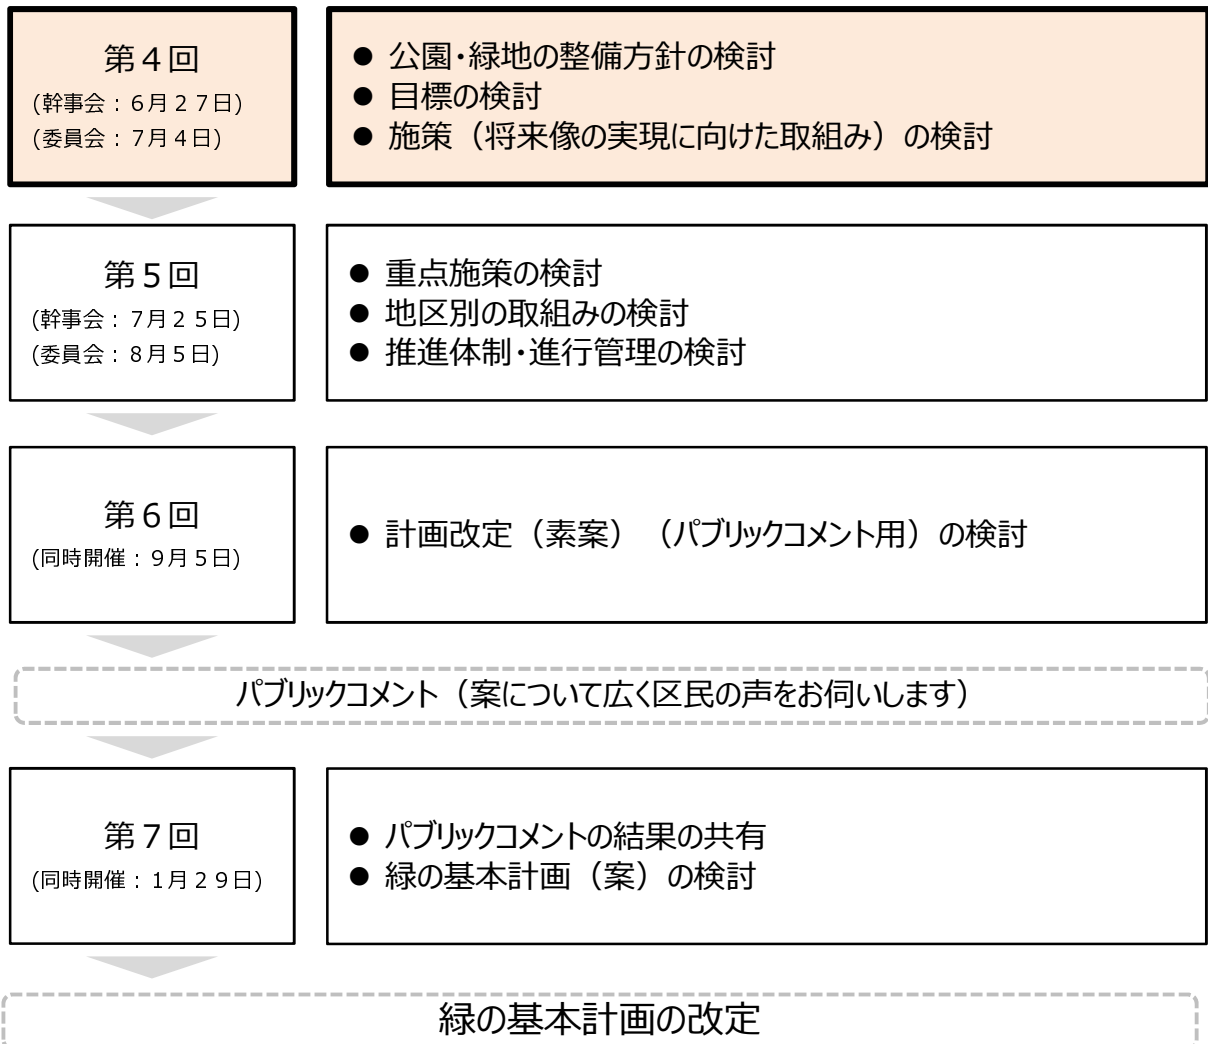 第４回
(幹事会：６月２７日)
(委員会：７月４日)
● 公園・緑地の整備方針の検討
● 目標の検討
● 施策（将来像の実現に向けた取組み）の検討
第５回
(幹事会：７月２５日)
(委員会：８月５日)
● 重点施策の検討
● 地区別の取組みの検討
● 推進体制・進行管理の検討
第６回
(同時開催：９月５日)
● 計画改定（素案）（パブリックコメント用）の検討
パブリックコメント（案について広く区民の声をお伺いします）
第７回
(同時開催：１月２９日)
● パブリックコメントの結果の共有
● 緑の基本計画（案）の検討
緑の基本計画の改定